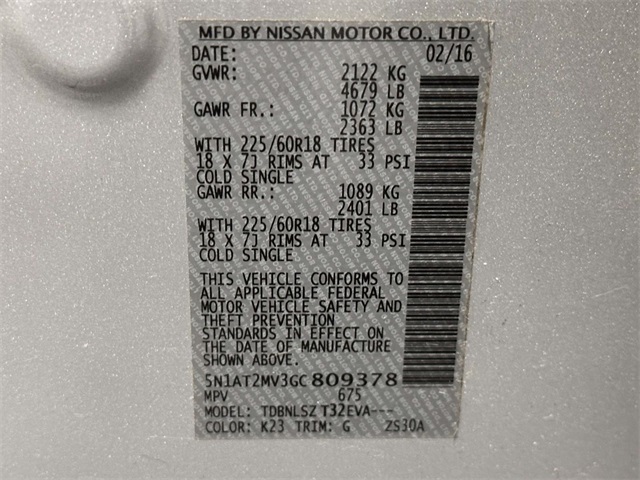 MFD BY NISSAN MOTOR CO., LTD.
DATE: 02/16
GVWR: 2122 KG
4679 LB
GAWR FR.: 1072 KG
2363 LB
WITH 225/60R18 TIRES
18 X 7J RIMS AT 33 PSI
COLD SINGLE
GAWR RR.: 1089 KG
2401 LB
WITH 225/60R18 TIRES
18 X 7J RIMS AT 33 PSI
COLD SINGLE
THIS VEHICLE CONFORMS TO
ALL APPLICABLE FEDERAL
MOTOR VEHICLE SAFETY AND
THEFT PREVENTION
STANDARDS IN EFFECT ON
THE DATE OF MANUFACTURE
SHOWN ABOVE.
5N1AT2MV3GC809378
MPV 675
MODEL: TDBNLSZ T32EVA---
COLOR: K23 TRIM: G ZS30A